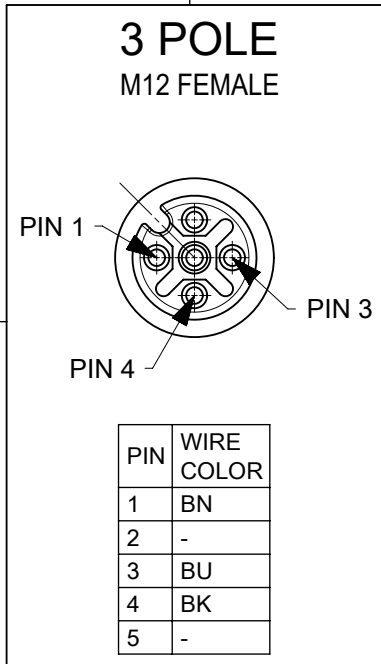 3 POLE
M12 FEMALE
PIN 1
PIN 3
PIN 4
PIN WIRE COLOR
1 BN
2 -
3 BU
4 BK
5 -